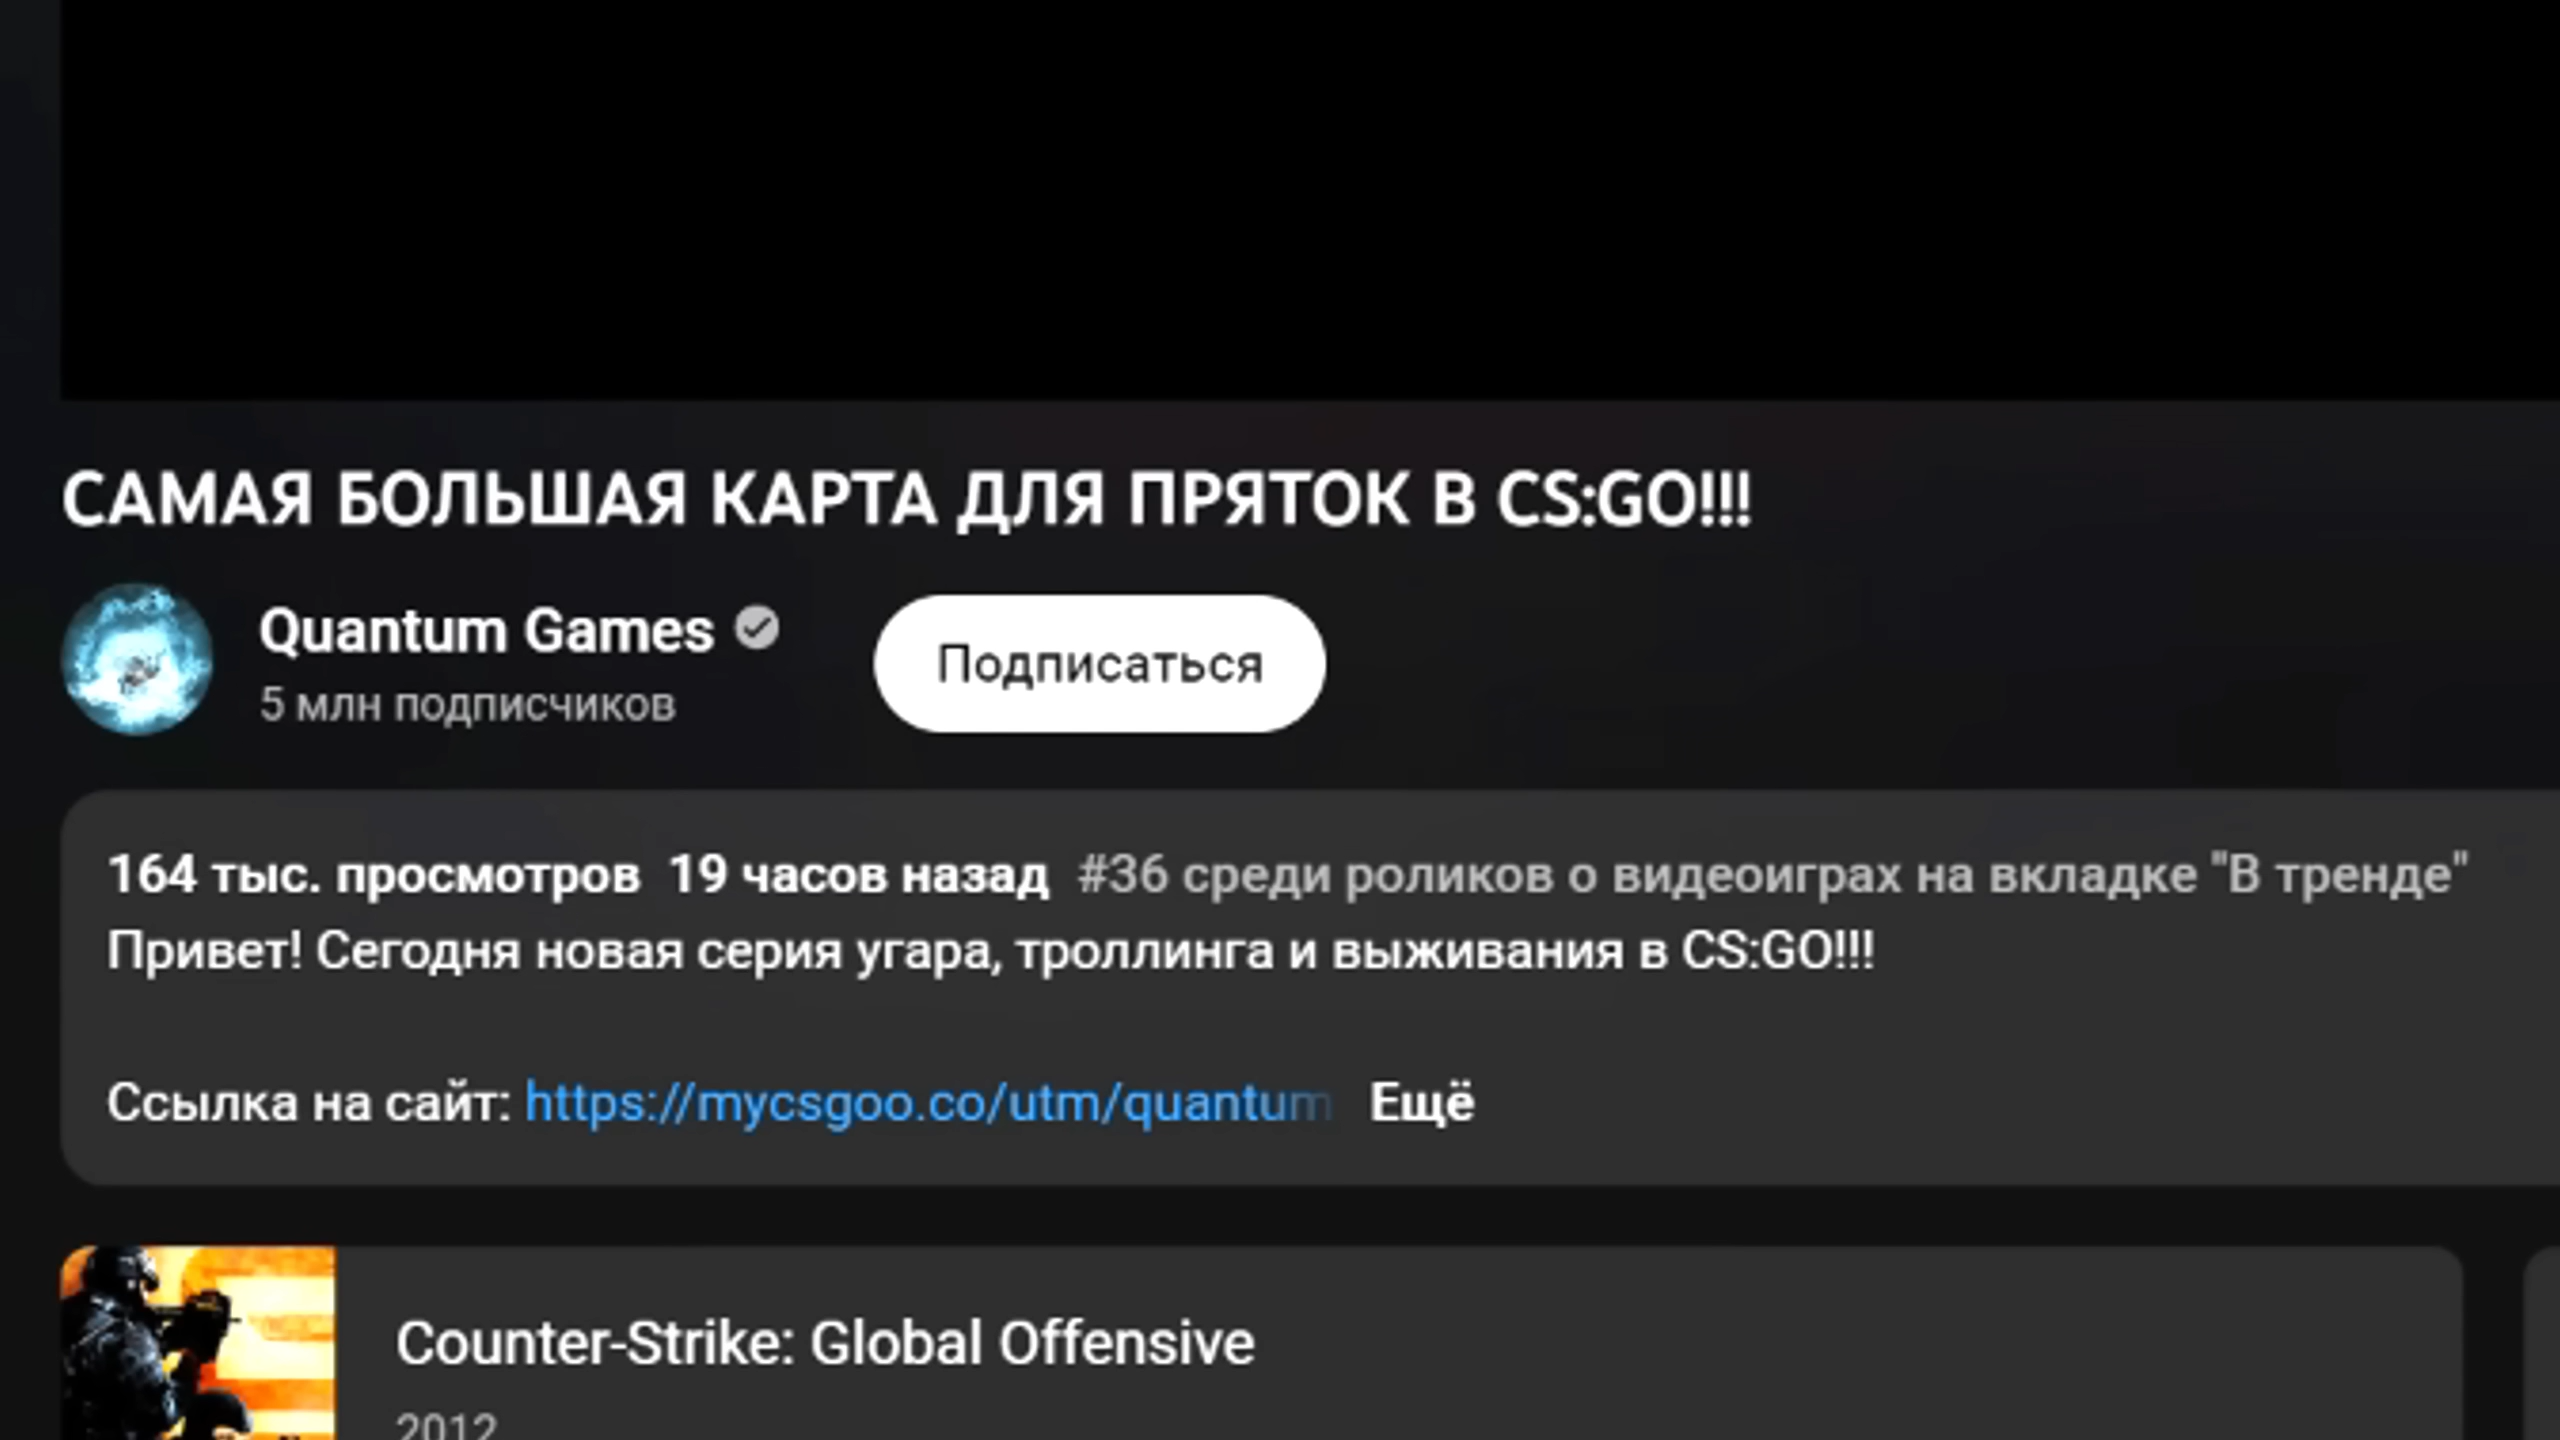 САМАЯ БОЛЬШАЯ КАРТА ДЛЯ ПРЯТОК В CS:GO!!!
Quantum Games
Подписаться
5 млн подписчиков
164 тыс. просмотров 19 часов назад #36 среди роликов о видеоиграх на вкладке "В тренде"
Привет! Сегодня новая серия угара, троллинга и выживания в CS:GO!!!
Ссылка на сайт: https://mycsgoo.co/utm/quantum Ещё
Counter-Strike: Global Offensive
2012